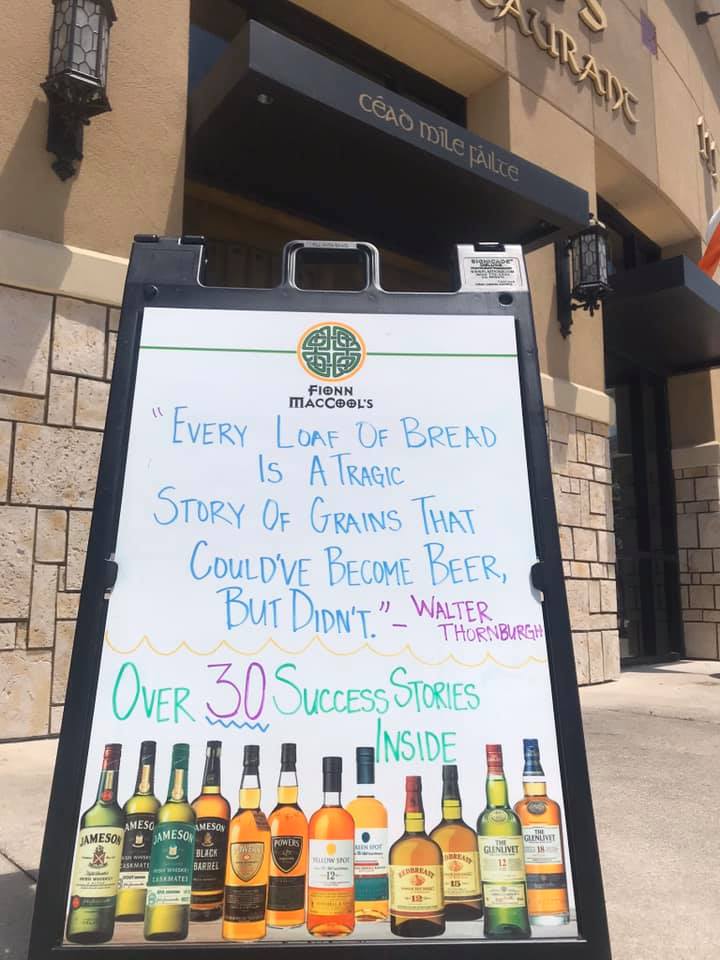 RESTAURANT
CÉAD MÍLE FÁILTE
SIGNICADE
FIONN
MACCOOL'S
"EVERY LOAF OF BREAD
IS A TRAGIC
STORY OF GRAINS THAT
COULD'VE BECOME BEER,
BUT DIDN'T." – WALTER
THORNBURGH
OVER 30 SUCCESS STORIES
INSIDE
JAMESON
JAMESON
JAMESON
CASKMATES
JAMESON
BLACK
BARREL
POWERS
POWERS
YELLOW SPOT
12
GREEN SPOT
REDBREAST
12
REDBREAST
15
THE
GLENLIVET
12
THE
GLENLIVET
18